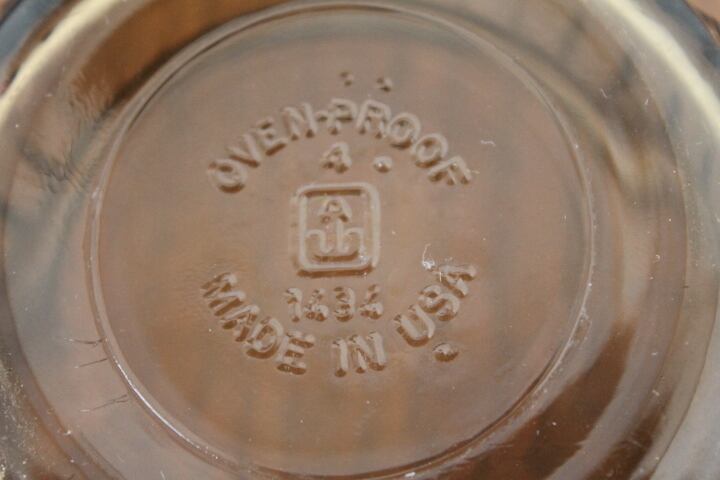 OVEN-PROOF
4
A
H
1434
MADE IN USA